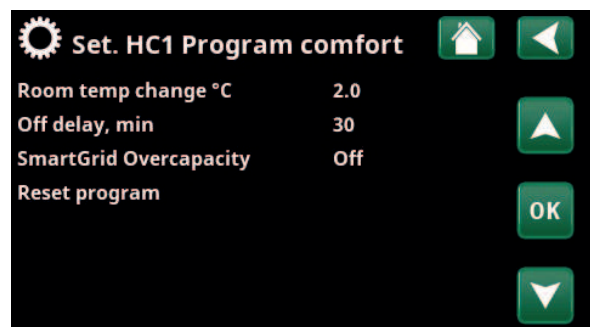 Set. HC1 Program comfort
Room temp change °C 2.0
Off delay, min 30
SmartGrid Overcapacity Off
Reset program
OK